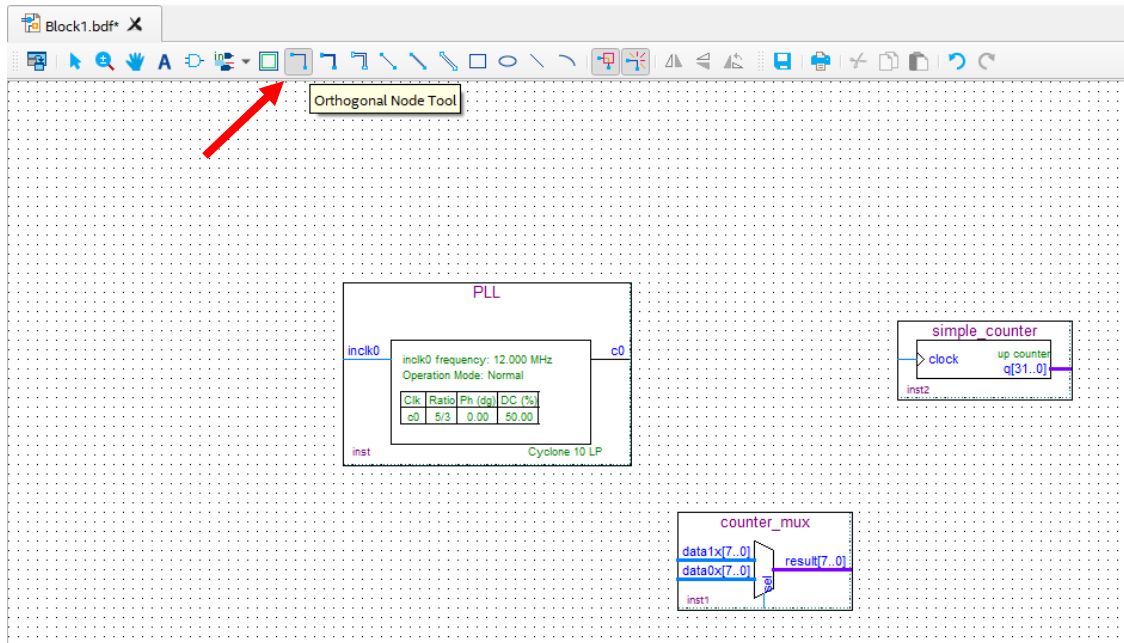 Block1.bdf*
A
Orthogonal Node Tool
PLL
inclk0
c0
inclk0 frequency: 12.000 MHz
Operation Mode: Normal
Clk Ratio Ph (dg) DC (%)
c0 5/3 0.00 50.00
inst
Cyclone 10 LP
simple_counter
clock
up counter
q[31..0]
inst2
counter_mux
data1x[7..0]
result[7..0]
data0x[7..0]
sel
inst1